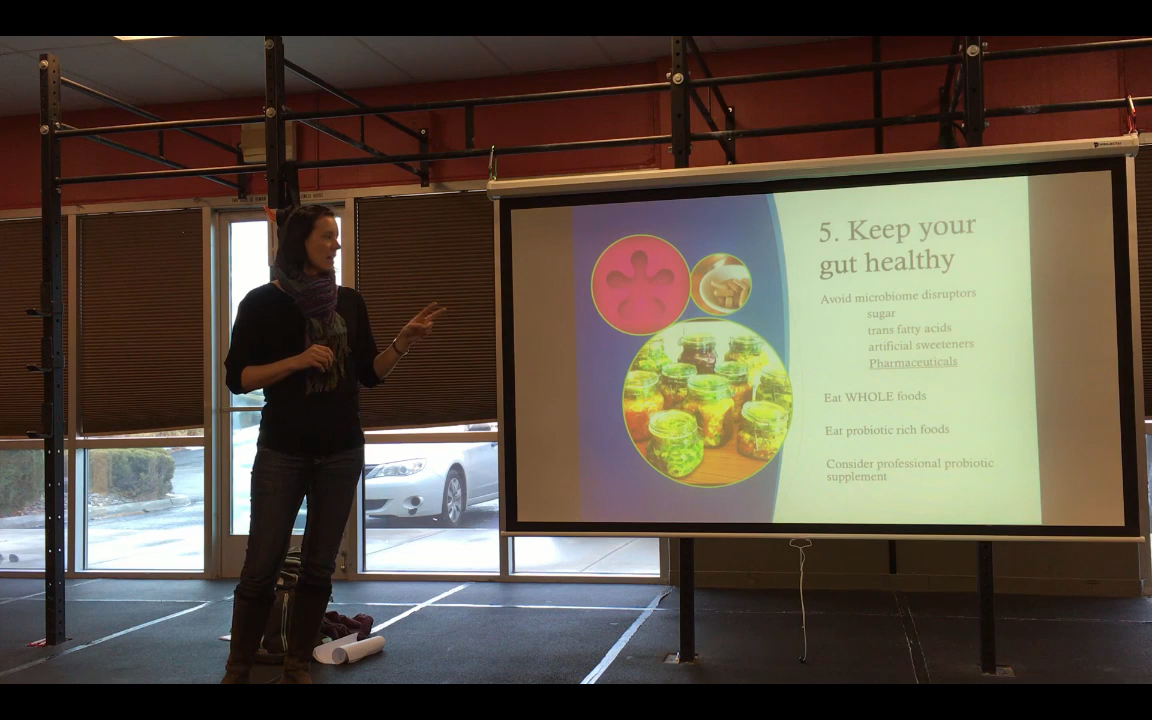 5. Keep your
gut healthy
Avoid microbiome disruptors
sugar
trans fatty acids
artificial sweeteners
Pharmaceuticals
Eat WHOLE foods
Eat probiotic rich foods
Consider professional probiotic
supplement